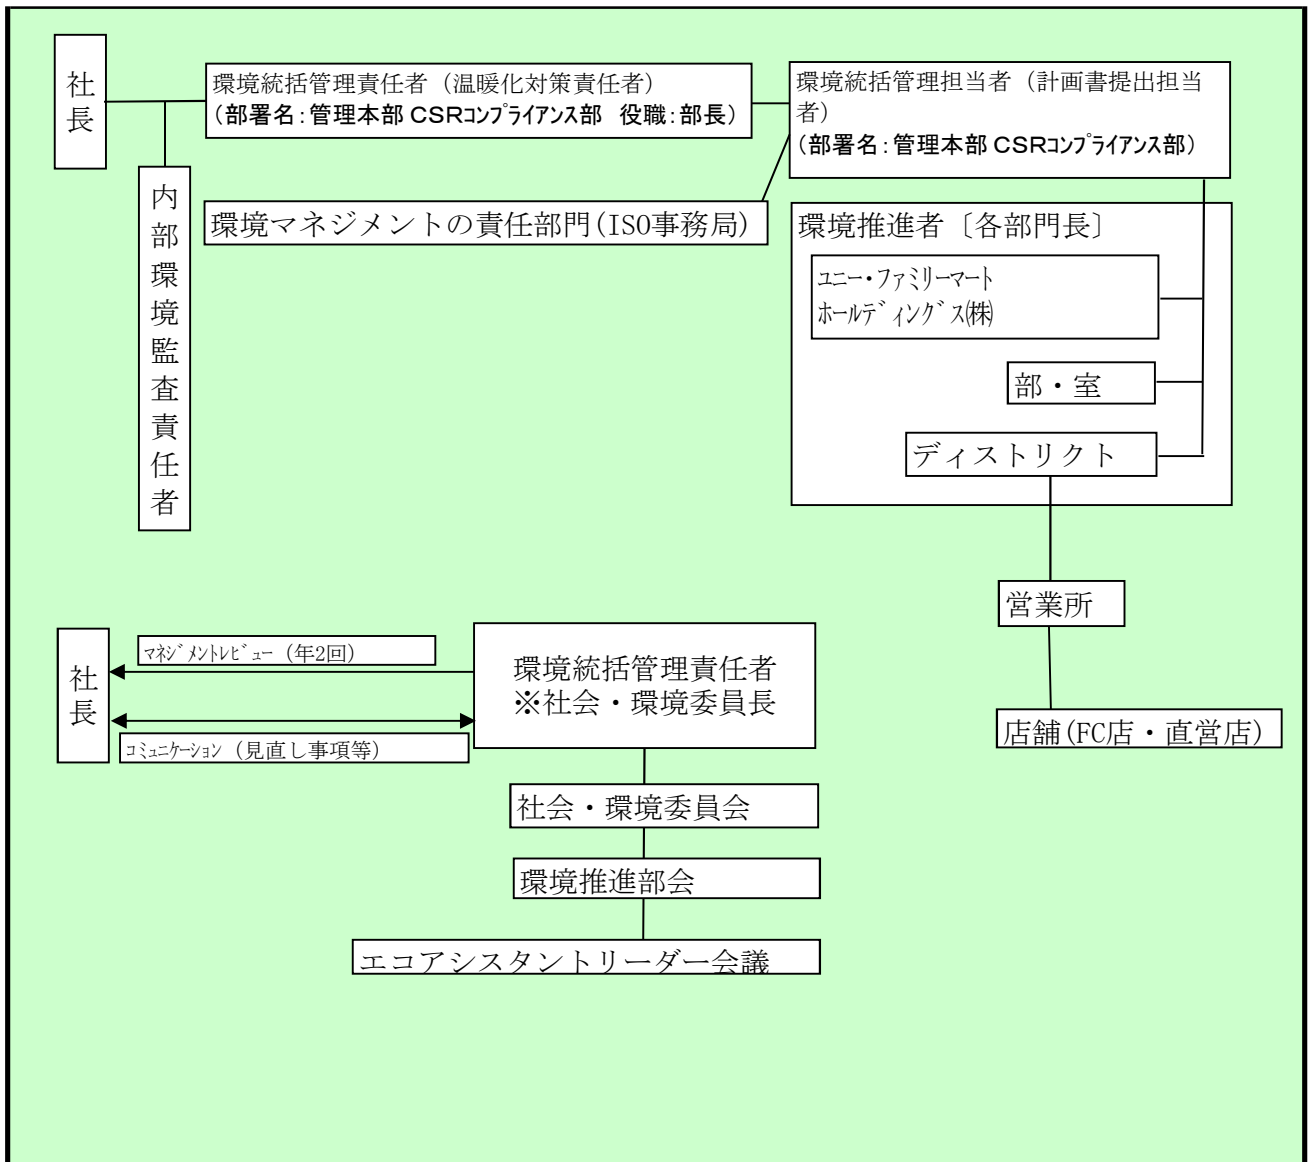 社長
環境統括管理責任者（温暖化対策責任者）
（部署名：管理本部 CSRｺﾝﾌﾟﾗｲｱﾝｽ部　役職：部長）
環境統括管理担当者（計画書提出担当
者）
（部署名：管理本部 CSRｺﾝﾌﾟﾗｲｱﾝｽ部）
内部環境監査責任者
環境マネジメントの責任部門(ISO事務局)
環境推進者〔各部門長〕
ﾕﾆｰ・ﾌｧﾐﾘｰﾏｰﾄ
ﾎｰﾙﾃﾞｨﾝｸﾞｽ㈱
部・室
ディストリクト
営業所
店舗(FC店・直営店)
社長
ﾏﾈｼﾞﾒﾝﾄﾚﾋﾞｭｰ（年2回）
ｺﾐｭﾆｹｰｼｮﾝ（見直し事項等）
環境統括管理責任者
※社会・環境委員長
社会・環境委員会
環境推進部会
エコアシスタントリーダー会議